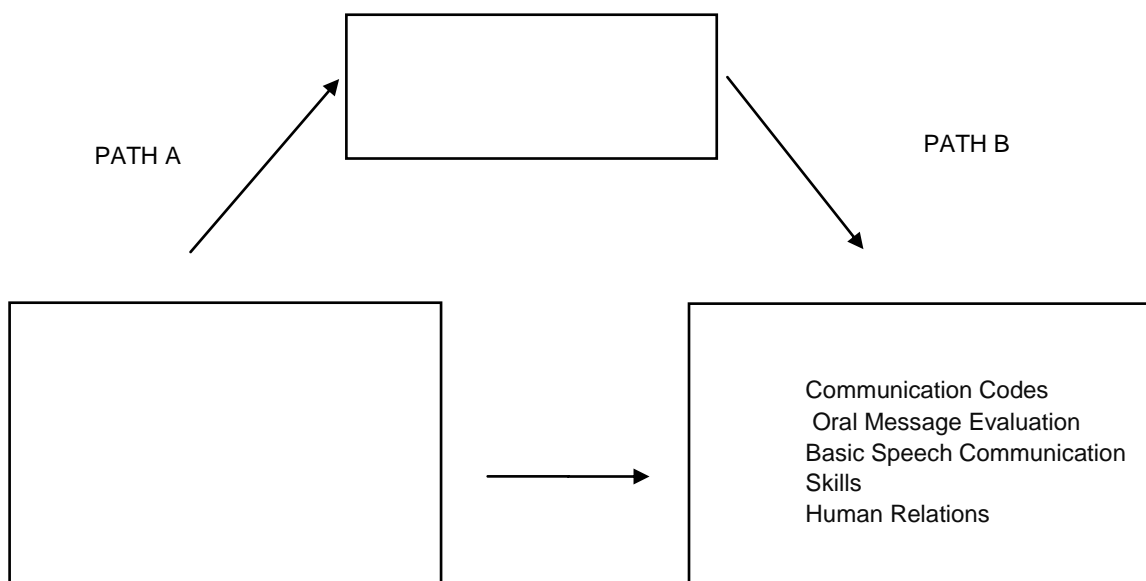 PATH A
PATH B
Communication Codes
Oral Message Evaluation
Basic Speech Communication
Skills
Human Relations